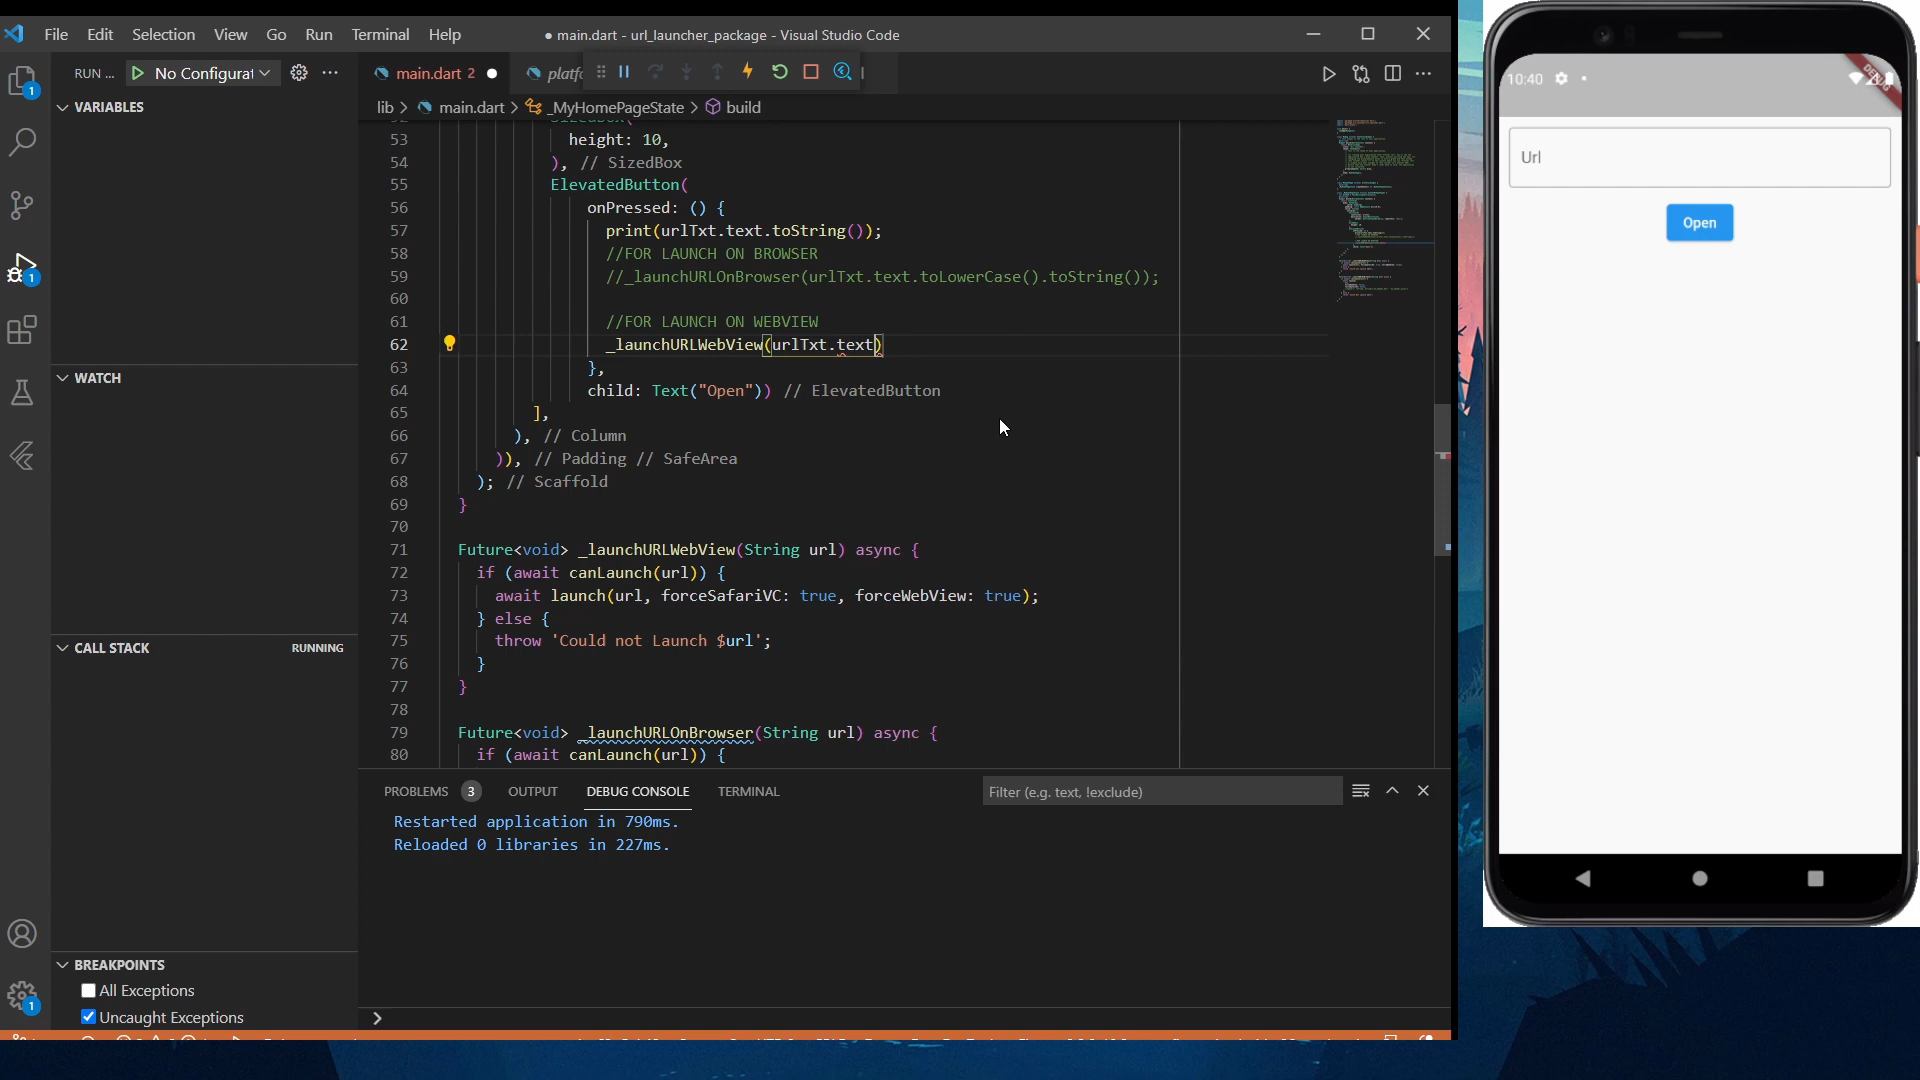 File Edit Selection View Go Run Terminal Help
● main.dart - url_launcher_package - Visual Studio Code
RUN ... No Configurat
main.dart 2
platfo
VARIABLES
WATCH
CALL STACK RUNNING
BREAKPOINTS
All Exceptions
Uncaught Exceptions
1
1
1
lib > main.dart > _MyHomePageState > build
53 height: 10,
54 ), // SizedBox
55 ElevatedButton(
56 onPressed: () {
57 print(urlTxt.text.toString());
58 //FOR LAUNCH ON BROWSER
59 //_launchURLOnBrowser(urlTxt.text.toLowerCase().toString());
60
61 //FOR LAUNCH ON WEBVIEW
62 _launchURLWebView(urlTxt.text)
63 },
64 child: Text("Open")) // ElevatedButton
65 ],
66 ), // Column
67 )), // Padding // SafeArea
68 ); // Scaffold
69 }
70
71 Future<void> _launchURLWebView(String url) async {
72 if (await canLaunch(url)) {
73 await launch(url, forceSafariVC: true, forceWebView: true);
74 } else {
75 throw 'Could not Launch $url';
76 }
77 }
78
79 Future<void> _launchURLOnBrowser(String url) async {
80 if (await canLaunch(url)) {
PROBLEMS 3 OUTPUT DEBUG CONSOLE TERMINAL
Filter (e.g. text, !exclude)
Restarted application in 790ms.
Reloaded 0 libraries in 227ms.
>
10:40
DEBUG
Url
Open